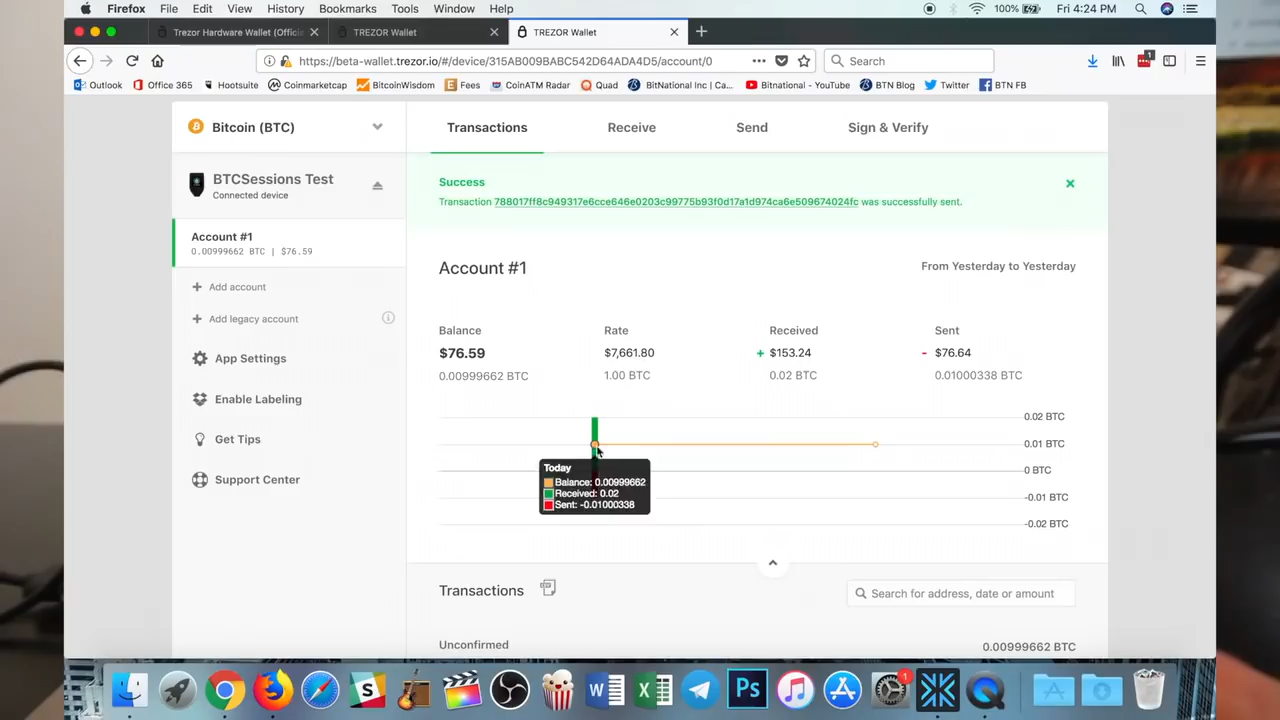 Firefox File Edit View History Bookmarks Tools Window Help 100% Fri 4:24 PM
Trezor Hardware Wallet (Offici TREZOR Wallet TREZOR Wallet
https://beta-wallet.trezor.io/#/device/315AB009BABC542D64ADA4D5/account/0 Search
Outlook Office 365 Hootsuite Coinmarketcap BitcoinWisdom Fees CoinATM Radar Quad BitNational Inc | Ca... Bitnational - YouTube BTN Blog Twitter BTN FB
Bitcoin (BTC) Transactions Receive Send Sign & Verify
BTCSessions Test
Connected device
Success
Transaction 788017ff8c949317e6cce646e0203c99775b93f0d17a1d974ca6e509674024fc was successfully sent.
Account #1
0.00999662 BTC | $76.59
Add account
Add legacy account
App Settings
Enable Labeling
Get Tips
Support Center
Account #1 From Yesterday to Yesterday
Balance Rate Received Sent
$76.59 $7,661.80 + $153.24 - $76.64
0.00999662 BTC 1.00 BTC 0.02 BTC 0.01000338 BTC
0.02 BTC
0.01 BTC
0 BTC
-0.01 BTC
-0.02 BTC
Today
Balance: 0.00999662
Received: 0.02
Sent: -0.01000338
Transactions Search for address, date or amount
Unconfirmed 0.00999662 BTC
Ps
1